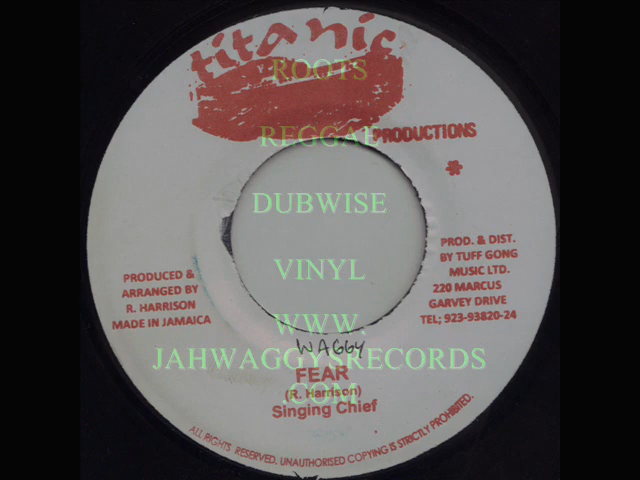 titanic
PRODUCTIONS
ROOTS
REGGAE
DUBWISE
VINYL
WWW.
JAHWAGGYSRECORDS
.COM
PRODUCED &
ARRANGED BY
R. HARRISON
MADE IN JAMAICA
PROD. & DIST.
BY TUFF GONG
MUSIC LTD.
220 MARCUS
GARVEY DRIVE
TEL; 923-93820-24
WAGGY
FEAR
(R. Harrison)
Singing Chief
ALL RIGHTS RESERVED. UNAUTHORISED COPYING IS STRICTLY PROHIBITED.